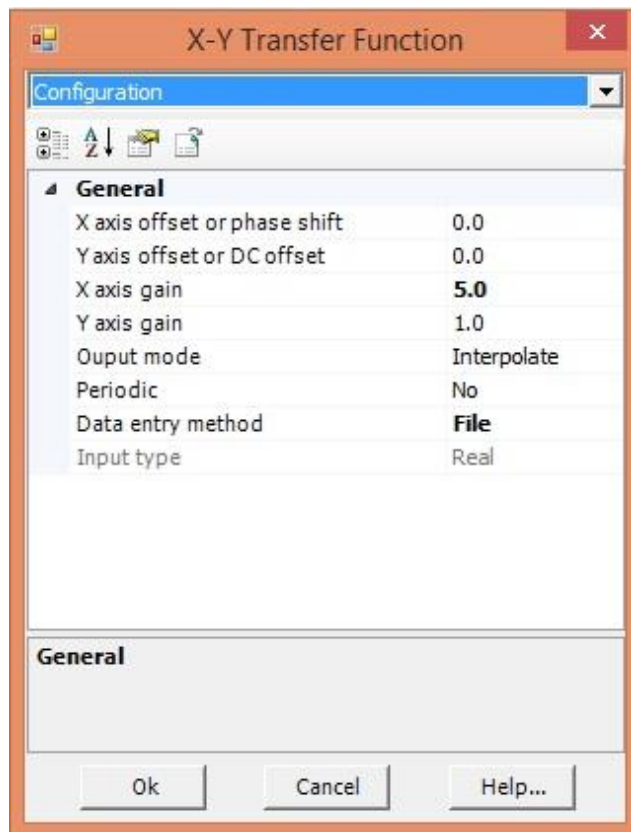 X-Y Transfer Function
Configuration
General
X axis offset or phase shift 0.0
Y axis offset or DC offset 0.0
X axis gain 5.0
Y axis gain 1.0
Ouput mode Interpolate
Periodic No
Data entry method File
Input type Real
General
Ok Cancel Help...